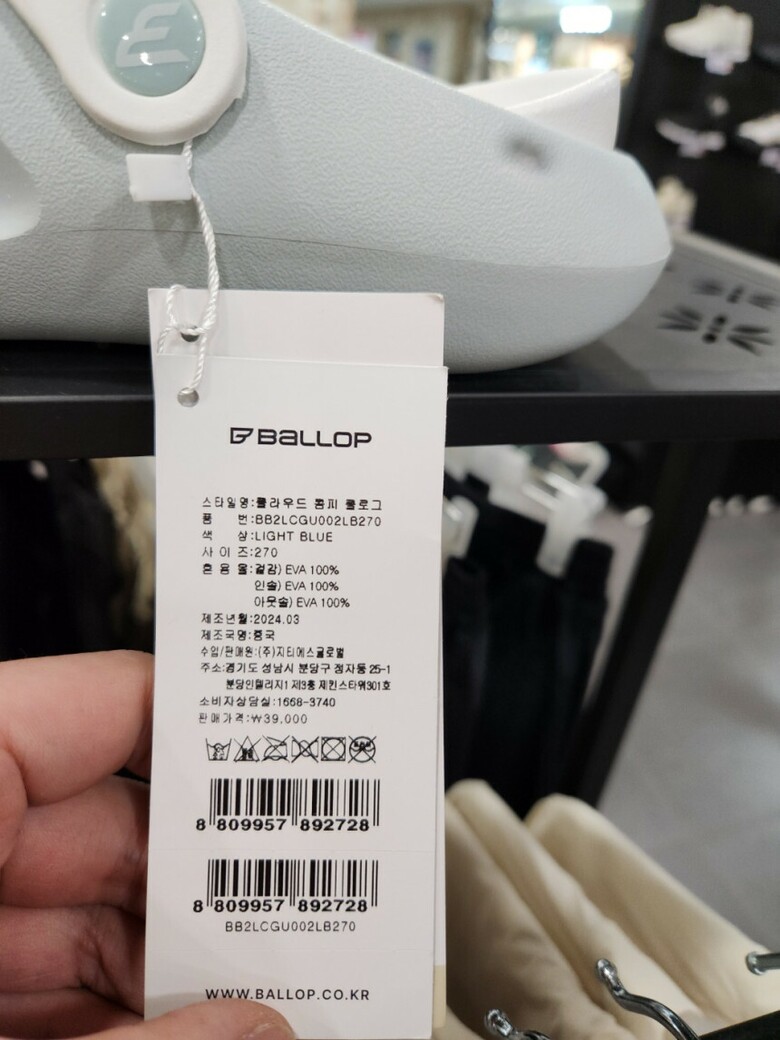 BALLOP
스타일명:클라우드 쫌피 클로그
품 번:BB2LCGU002LB270
색 상:LIGHT BLUE
사 이 즈:270
혼 용 율:겉감) EVA 100%
인솔) EVA 100%
아웃솔) EVA 100%
제조년월:2024.03
제조국명:중국
수입/판매원:(주)지티에스글로벌
주소:경기도 성남시 분당구 정자동 25-1
분당인텔리지1 제3층 제킨스타워301호
소비자상담실:1668-3740
판매가격:₩39,000
8 809957 892728
8 809957 892728
BB2LCGU002LB270
WWW.BALLOP.CO.KR